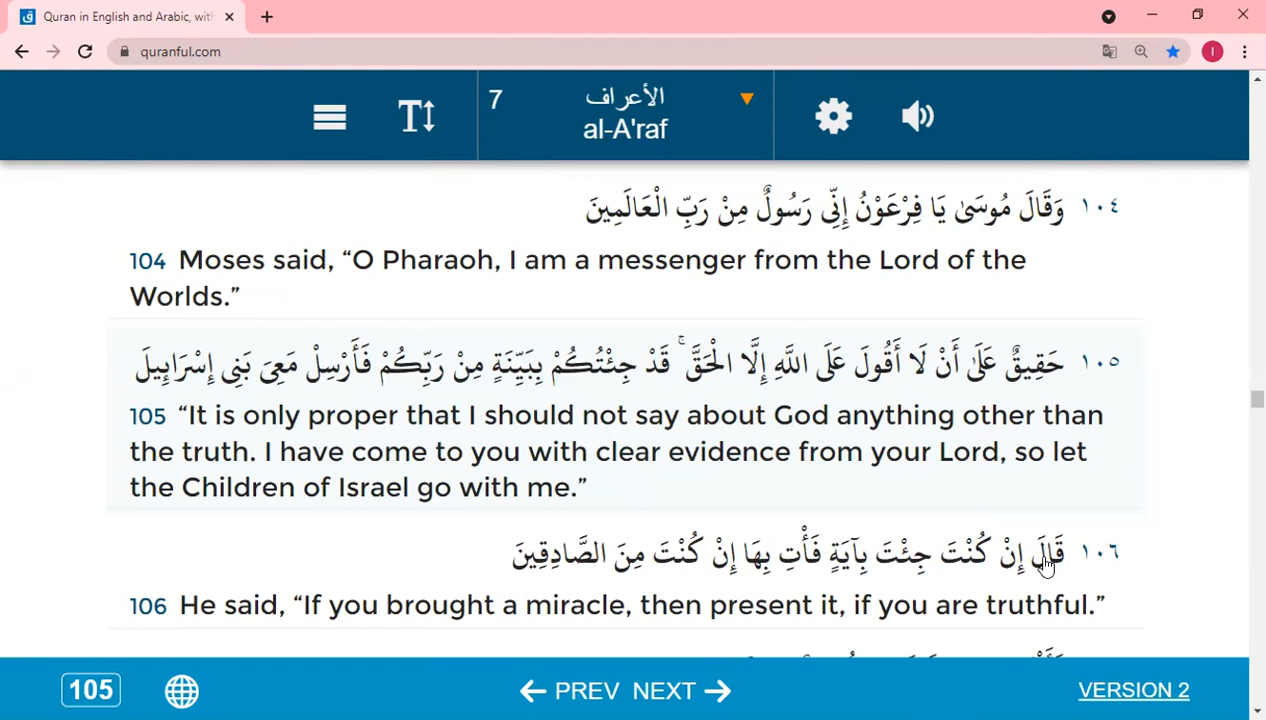 Quran in English and Arabic, with
quranful.com
I
7
الأعراف
al-A'raf
١٠٤ وَقَالَ مُوسَىٰ يَا فِرْعَوْنُ إِنِّي رَسُولٌ مِنْ رَبِّ الْعَالَمِينَ
104 Moses said, “O Pharaoh, I am a messenger from the Lord of the
Worlds.”
١٠٥ حَقِيقٌ عَلَىٰ أَنْ لَا أَقُولَ عَلَى اللَّهِ إِلَّا الْحَقَّ ۚ قَدْ جِئْتُكُمْ بِبَيِّنَةٍ مِنْ رَبِّكُمْ فَأَرْسِلْ مَعِيَ بَنِي إِسْرَائِيلَ
105 “It is only proper that I should not say about God anything other than
the truth. I have come to you with clear evidence from your Lord, so let
the Children of Israel go with me.”
١٠٦ قَالَ إِنْ كُنْتَ جِئْتَ بِآيَةٍ فَأْتِ بِهَا إِنْ كُنْتَ مِنَ الصَّادِقِينَ
106 He said, “If you brought a miracle, then present it, if you are truthful.”
105
PREV NEXT
VERSION 2